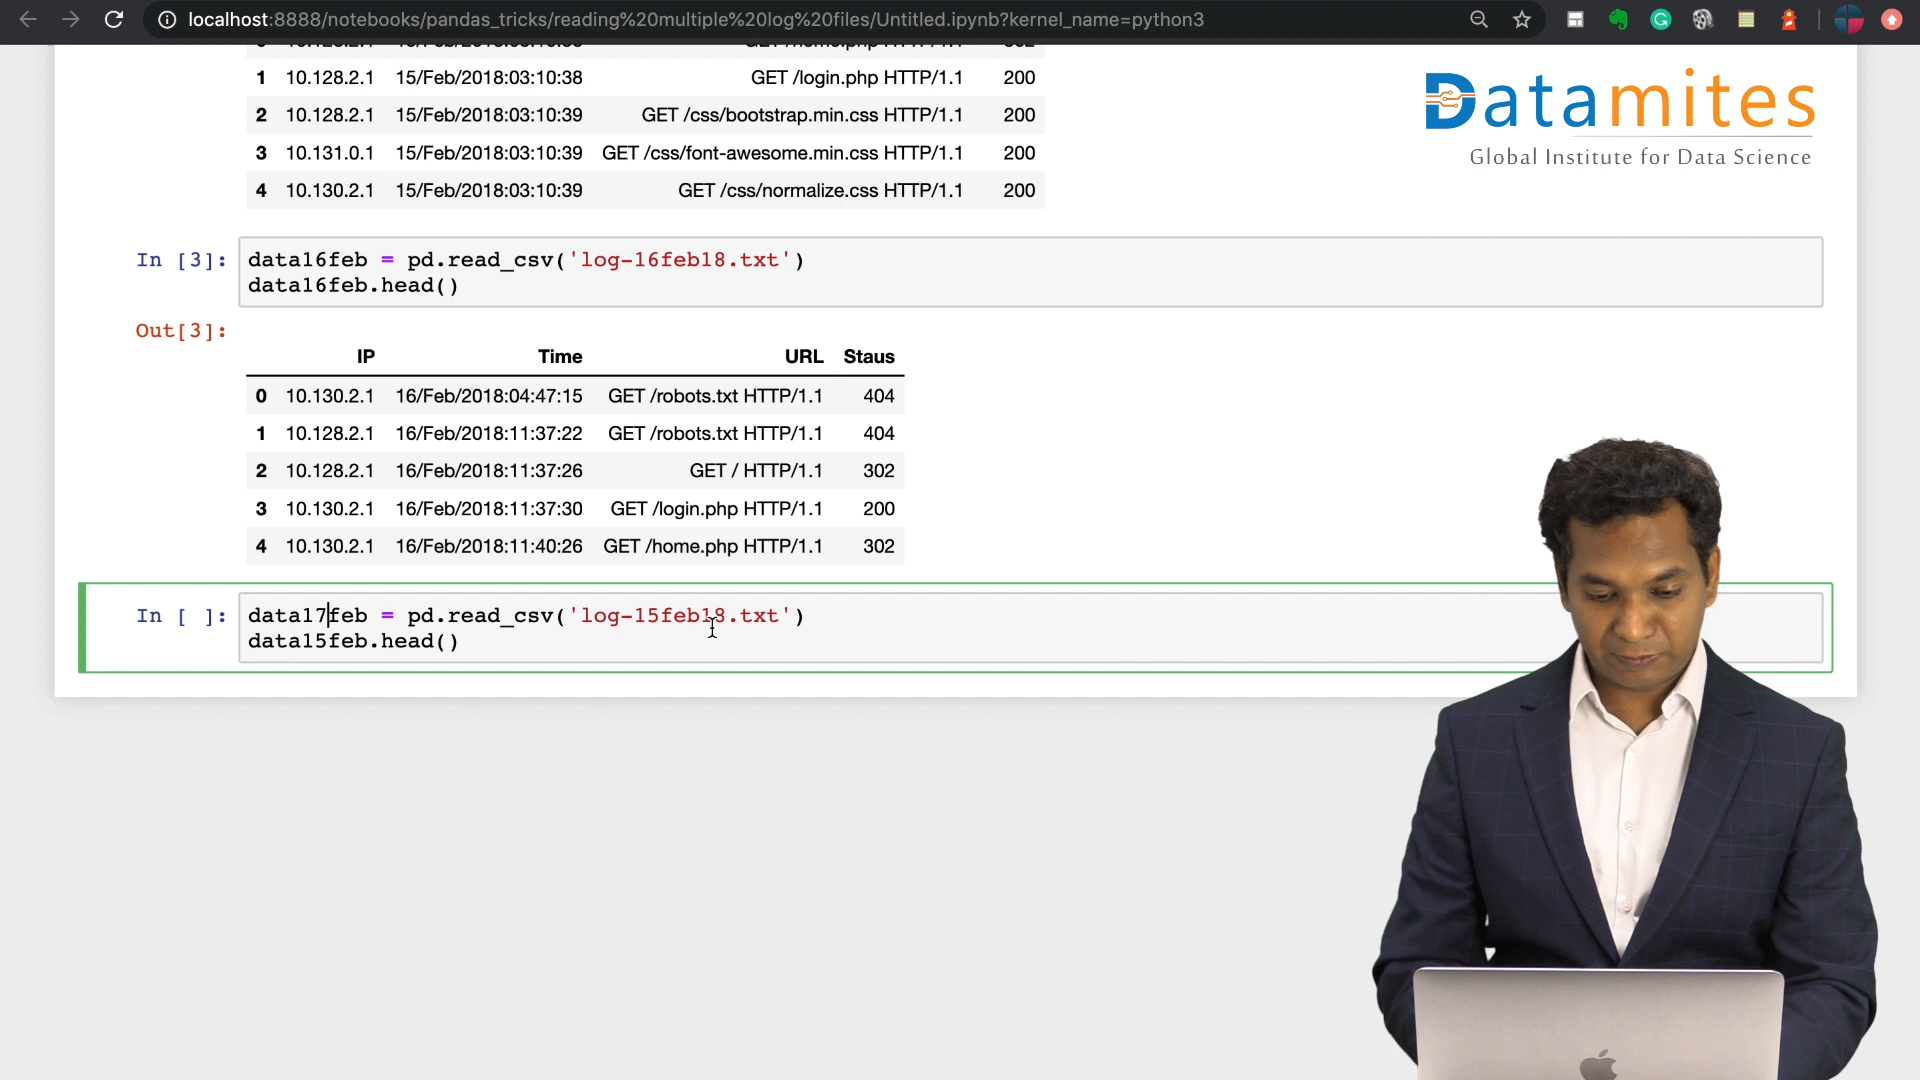 localhost:8888/notebooks/pandas_tricks/reading%20multiple%20log%20files/Untitled.ipynb?kernel_name=python3
1 10.128.2.1 15/Feb/2018:03:10:38 GET /login.php HTTP/1.1 200
2 10.128.2.1 15/Feb/2018:03:10:39 GET /css/bootstrap.min.css HTTP/1.1 200
3 10.131.0.1 15/Feb/2018:03:10:39 GET /css/font-awesome.min.css HTTP/1.1 200
4 10.130.2.1 15/Feb/2018:03:10:39 GET /css/normalize.css HTTP/1.1 200
Datamites
Global Institute for Data Science
In [3]: data16feb = pd.read_csv('log-16feb18.txt')
data16feb.head()
Out[3]:
IP Time URL Staus
0 10.130.2.1 16/Feb/2018:04:47:15 GET /robots.txt HTTP/1.1 404
1 10.128.2.1 16/Feb/2018:11:37:22 GET /robots.txt HTTP/1.1 404
2 10.128.2.1 16/Feb/2018:11:37:26 GET / HTTP/1.1 302
3 10.130.2.1 16/Feb/2018:11:37:30 GET /login.php HTTP/1.1 200
4 10.130.2.1 16/Feb/2018:11:40:26 GET /home.php HTTP/1.1 302
In [ ]: data17feb = pd.read_csv('log-15feb18.txt')
data15feb.head()